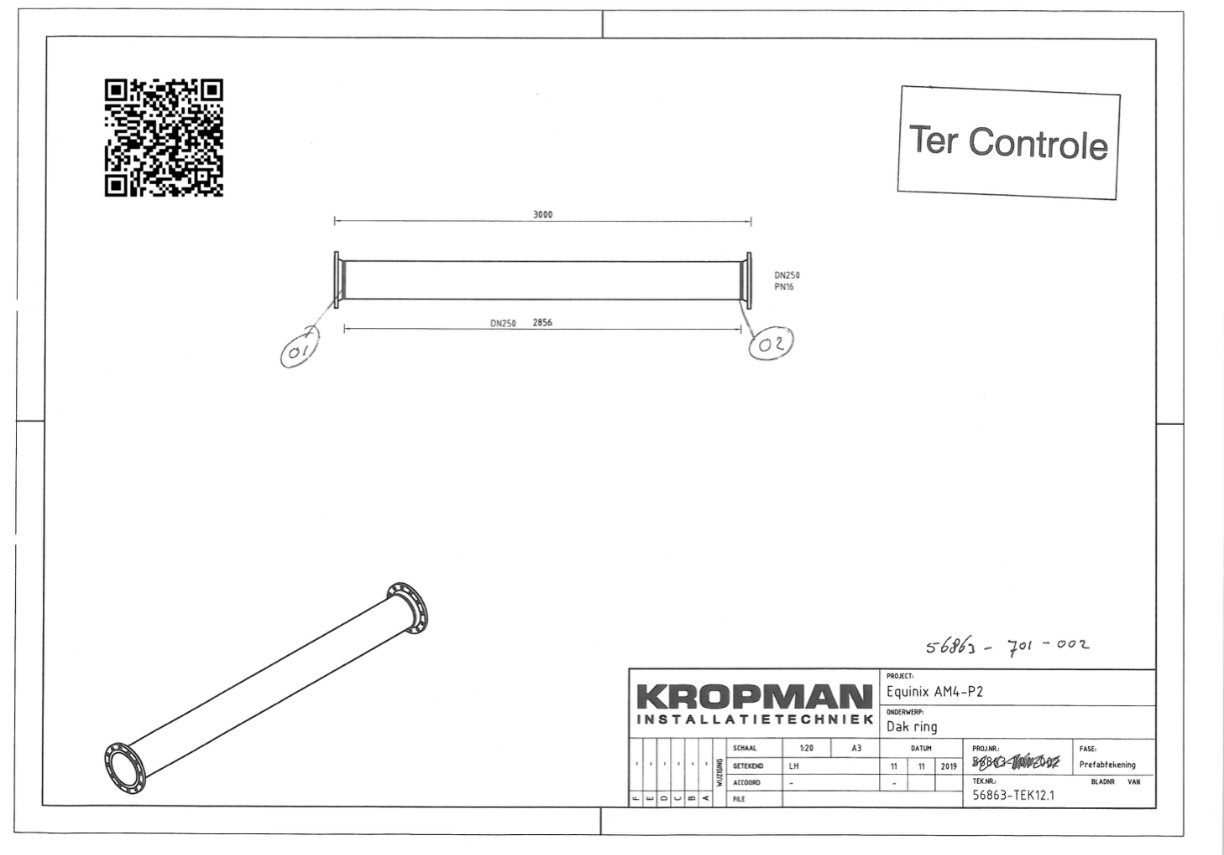 Ter Controle
3000
DN250
PN16
DN250 2856
01
02
56863 - 701 - 002
KROPMAN
INSTALLATIETECHNIEK
PROJECT:
Equinix AM4-P2
ONDERWERP:
Dak ring
SCHAAL 1:20 A3 DATUM
GETEKEND LH 11 11 2019
ACCOORD - -
FILE
PROJ.NR.:
FASE:
Prefabtekening
TEK.NR.: BLADNR VAN
56863-TEK12.1
WIJZIGING
- - - - - -
F E D C B A